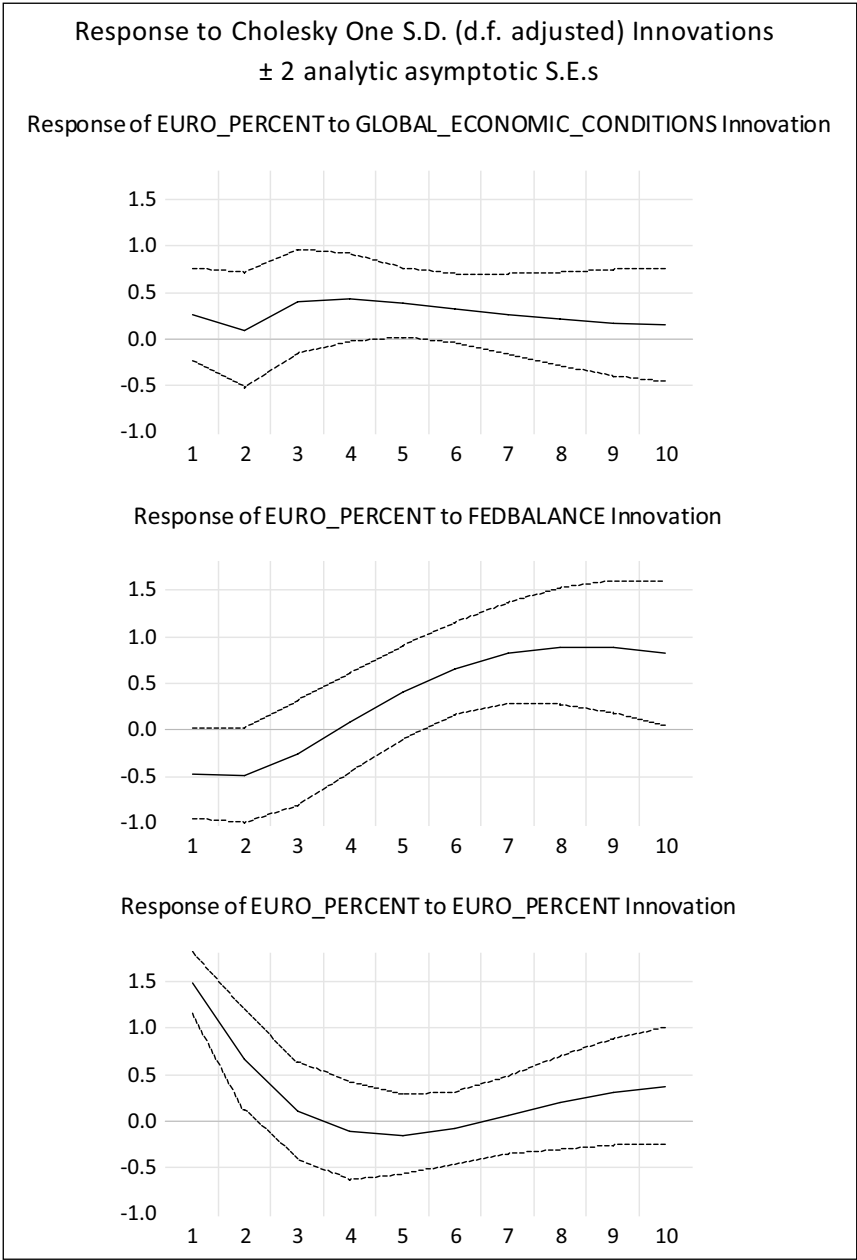 Response to Cholesky One S.D. (d.f. adjusted) Innovations
± 2 analytic asymptotic S.E.s
Response of EURO_PERCENT to GLOBAL_ECONOMIC_CONDITIONS Innovation
1.5
1.0
0.5
0.0
-0.5
-1.0
1 2 3 4 5 6 7 8 9 10
Response of EURO_PERCENT to FEDBALANCE Innovation
1.5
1.0
0.5
0.0
-0.5
-1.0
1 2 3 4 5 6 7 8 9 10
Response of EURO_PERCENT to EURO_PERCENT Innovation
1.5
1.0
0.5
0.0
-0.5
-1.0
1 2 3 4 5 6 7 8 9 10